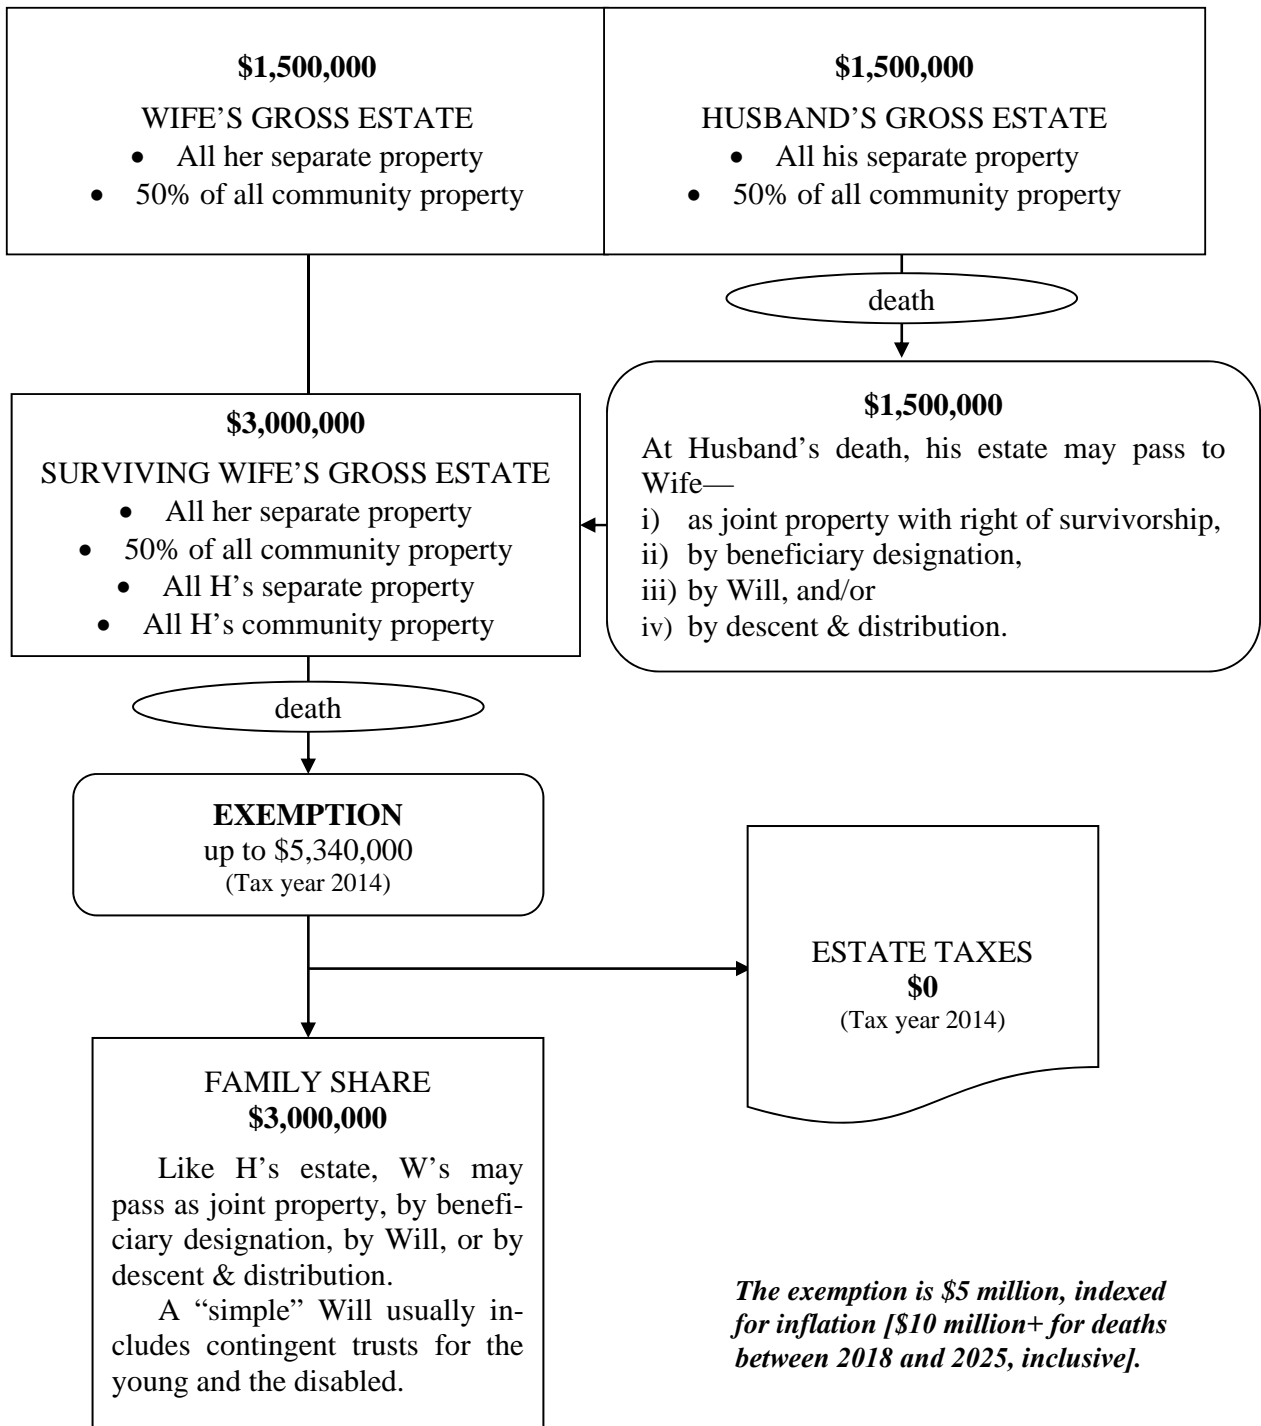 $1,500,000
WIFE’S GROSS ESTATE
• All her separate property
• 50% of all community property
$1,500,000
HUSBAND’S GROSS ESTATE
• All his separate property
• 50% of all community property
death
$1,500,000
At Husband’s death, his estate may pass to
Wife—
i) as joint property with right of survivorship,
ii) by beneficiary designation,
iii) by Will, and/or
iv) by descent & distribution.
$3,000,000
SURVIVING WIFE’S GROSS ESTATE
• All her separate property
• 50% of all community property
• All H’s separate property
• All H’s community property
death
EXEMPTION
up to $5,340,000
(Tax year 2014)
ESTATE TAXES
$0
(Tax year 2014)
FAMILY SHARE
$3,000,000
Like H’s estate, W’s may
pass as joint property, by benefi-
ciary designation, by Will, or by
descent & distribution.
A “simple” Will usually in-
cludes contingent trusts for the
young and the disabled.
The exemption is $5 million, indexed
for inflation [$10 million+ for deaths
between 2018 and 2025, inclusive].